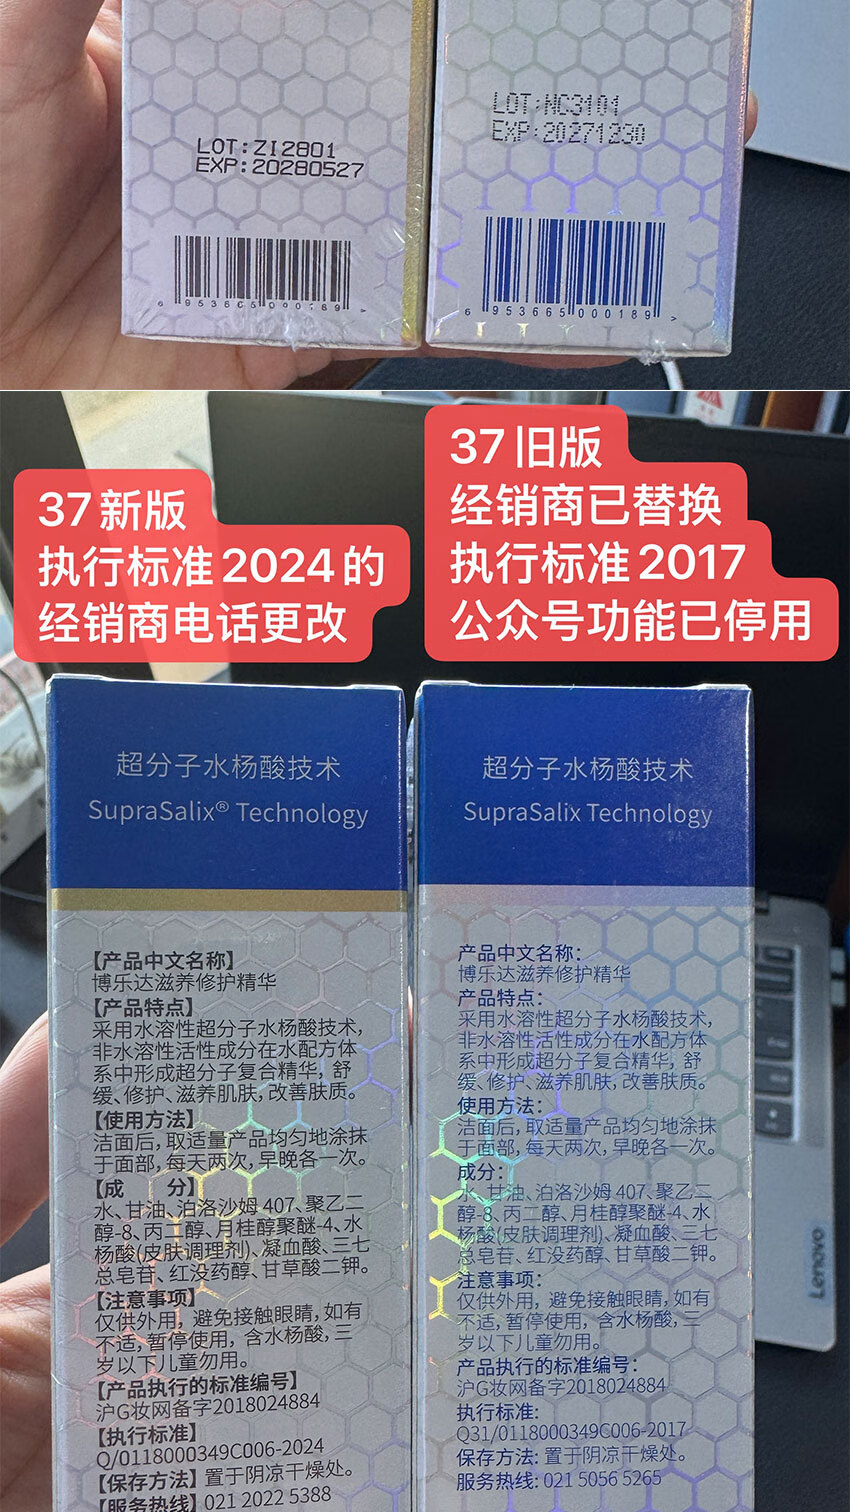 LOT:ZI2801
EXP:20280527
6 953665 000189 >
LOT:NC3101
EXP:20271230
6 953665 000189 >
37新版
执行标准2024的
经销商电话更改
37旧版
经销商已替换
执行标准2017
公众号功能已停用
超分子水杨酸技术
SupraSalix® Technology
【产品中文名称】
博乐达滋养修护精华
【产品特点】
采用水溶性超分子水杨酸技术,
非水溶性活性成分在水配方体
系中形成超分子复合精华,舒
缓、修护、滋养肌肤,改善肤质。
【使用方法】
洁面后,取适量产品均匀地涂抹
于面部,每天两次,早晚各一次。
【成 分】
水、甘油、泊洛沙姆 407、聚乙二
醇-8、丙二醇、月桂醇聚醚-4、水
杨酸(皮肤调理剂)、凝血酸、三七
总皂苷、红没药醇、甘草酸二钾。
【注意事项】
仅供外用，避免接触眼睛,如有
不适,暂停使用，含水杨酸,三
岁以下儿童勿用。
【产品执行的标准编号】
沪G妆网备字2018024884
【执行标准】
Q/0118000349C006-2024
【保存方法】置于阴凉干燥处。
【服务热线】021 2022 5388
超分子水杨酸技术
SupraSalix Technology
产品中文名称:
博乐达滋养修护精华
产品特点:
采用水溶性超分子水杨酸技术,
非水溶性活性成分在水配方体
系中形成超分子复合精华,舒
缓、修护、滋养肌肤,改善肤质。
使用方法:
洁面后,取适量产品均匀地涂抹
于面部,每天两次,早晚各一次。
成分:
水、甘油、泊洛沙姆 407、聚乙二
醇-8、丙二醇、月桂醇聚醚-4、水
杨酸(皮肤调理剂)、凝血酸、三七
总皂苷、红没药醇、甘草酸二钾。
注意事项:
仅供外用，避免接触眼睛,如有
不适,暂停使用，含水杨酸,三
岁以下儿童勿用。
产品执行的标准编号:
沪G妆网备字2018024884
执行标准:
Q31/0118000349C006-2017
保存方法: 置于阴凉干燥处。
服务热线: 021 5056 5265
Lenovo